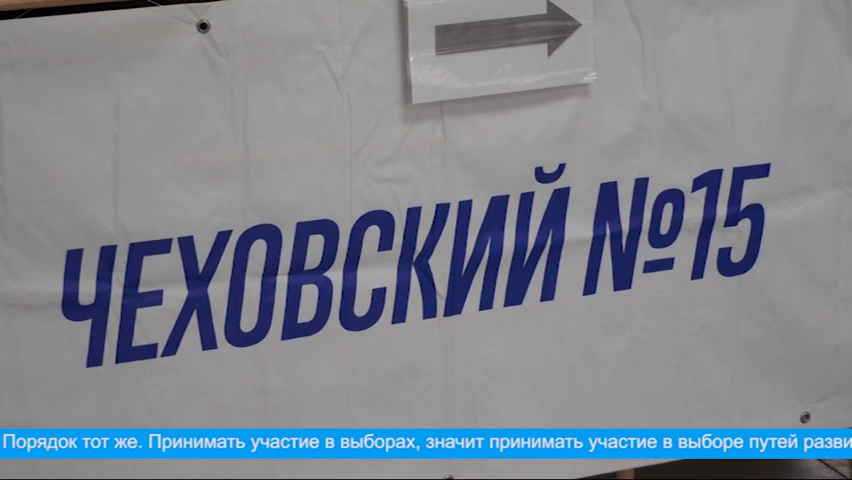 ЧЕХОВСКИЙ №15
Порядок тот же. Принимать участие в выборах, значит принимать участие в выборе путей разви